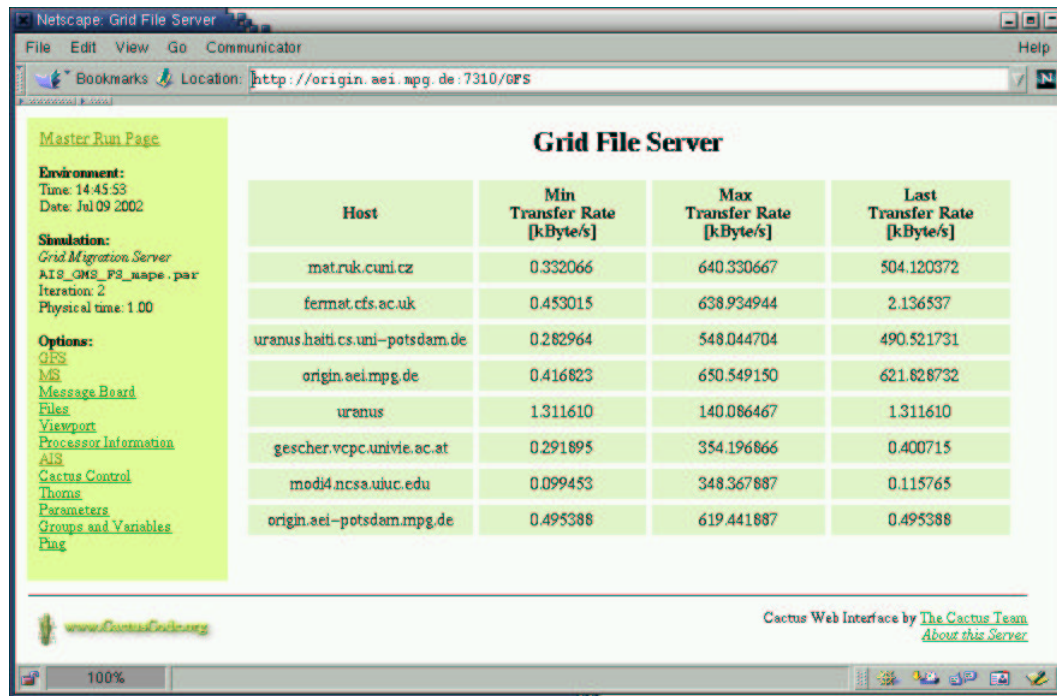 Netscape: Grid File Server
File Edit View Go Communicator Help
Bookmarks Location: http://origin.aei.mpg.de:7310/GFS
N
Master Run Page
Environment:
Time: 14:45:53
Date: Jul 09 2002
Simulation:
Grid Migration Server
AIS_GMS_FS_mape.par
Iteration: 2
Physical time: 1.00
Options:
GFS
MS
Message Board
Files
Viewport
Processor Information
AIS
Cactus Control
Thorns
Parameters
Groups and Variables
Ping
Grid File Server
Host Min Transfer Rate [kByte/s] Max Transfer Rate [kByte/s] Last Transfer Rate [kByte/s]
mat.ruk.cuni.cz 0.332066 640.330667 504.120372
fermat.cfs.ac.uk 0.453015 638.934944 2.136537
uranus.haiti.cs.uni-potsdam.de 0.282964 548.044704 490.521731
origin.aei.mpg.de 0.416823 650.549150 621.828732
uranus 1.311610 140.086467 1.311610
gescher.vcpc.univie.ac.at 0.291895 354.196866 0.400715
modi4.ncsa.uiuc.edu 0.099453 348.367887 0.115765
origin.aei-potsdam.mpg.de 0.495388 619.441887 0.495388
www.CactusCode.org
Cactus Web Interface by The Cactus Team
About this Server
100%